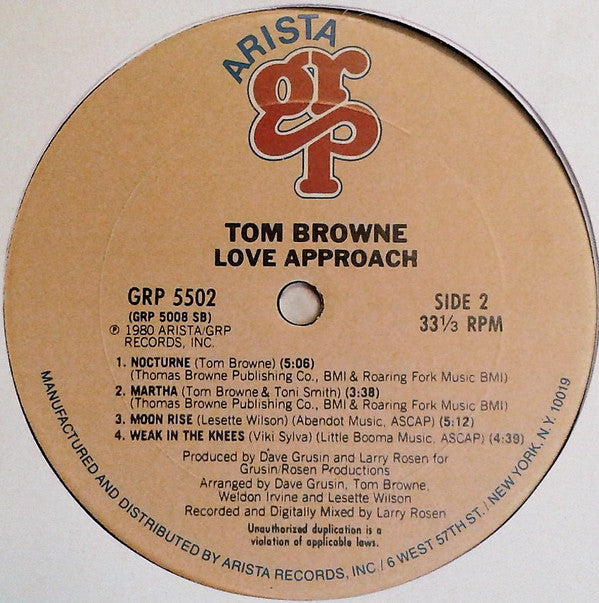 ARISTA
grp
TOM BROWNE
LOVE APPROACH
GRP 5502
(GRP 5008 SB)
℗ 1980 ARISTA/GRP
RECORDS, INC.
SIDE 2
33⅓ RPM
1. NOCTURNE (Tom Browne) (5:06)
(Thomas Browne Publishing Co., BMI & Roaring Fork Music BMI)
2. MARTHA (Tom Browne & Toni Smith) (3:38)
(Thomas Browne Publishing Co., BMI & Roaring Fork Music BMI)
3. MOON RISE (Lesette Wilson) (Abendot Music, ASCAP) (5:12)
4. WEAK IN THE KNEES (Viki Sylva) (Little Booma Music, ASCAP) (4:39)
Produced by Dave Grusin and Larry Rosen for
Grusin/Rosen Productions
Arranged by Dave Grusin, Tom Browne,
Weldon Irvine and Lesette Wilson
Recorded and Digitally Mixed by Larry Rosen
Unauthorized duplication is a
violation of applicable laws.
MANUFACTURED AND DISTRIBUTED BY ARISTA RECORDS, INC./6 WEST 57TH ST./NEW YORK, N.Y. 10019